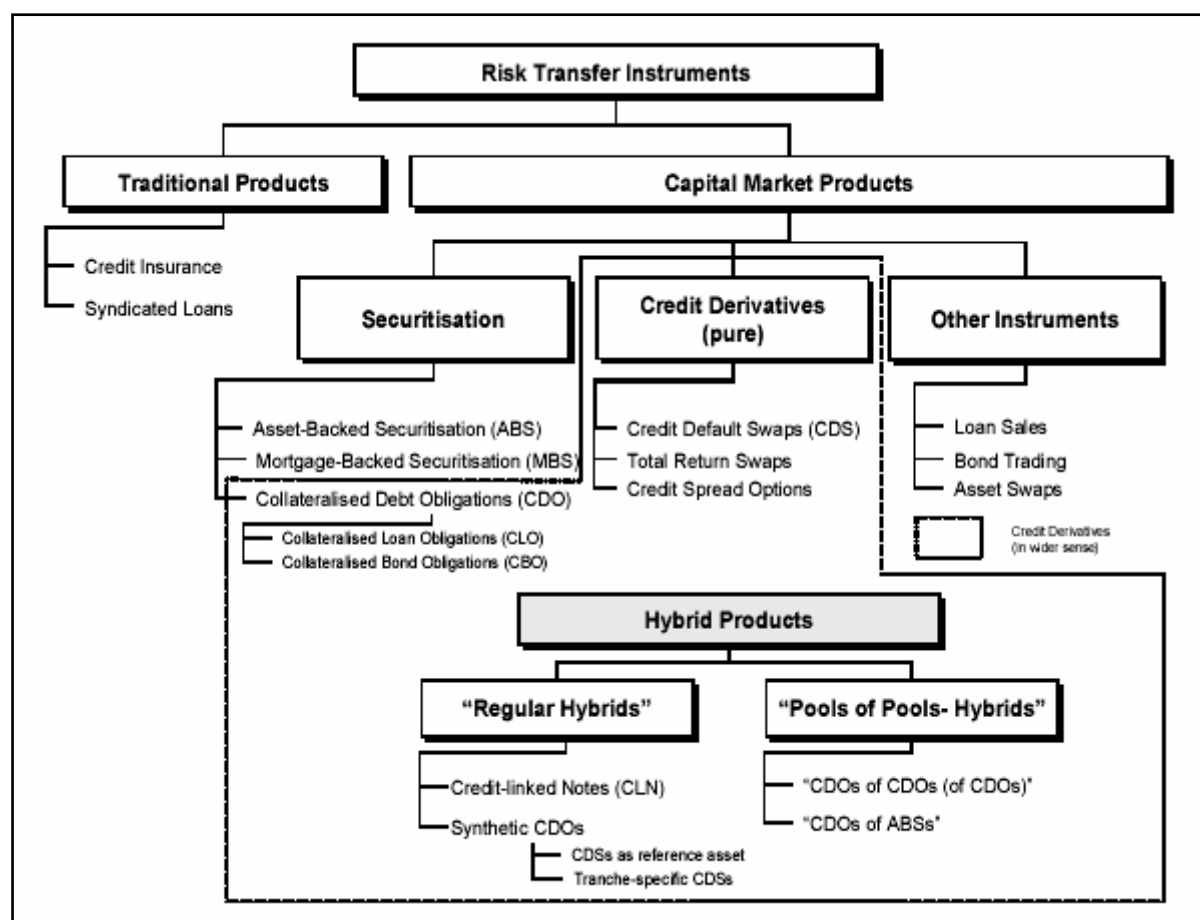 Risk Transfer Instruments
Traditional Products
Capital Market Products
Credit Insurance
Syndicated Loans
Securitisation
Credit Derivatives
(pure)
Other Instruments
Asset-Backed Securitisation (ABS)
Mortgage-Backed Securitisation (MBS)
Collateralised Debt Obligations (CDO)
Collateralised Loan Obligations (CLO)
Collateralised Bond Obligations (CBO)
Credit Default Swaps (CDS)
Total Return Swaps
Credit Spread Options
Loan Sales
Bond Trading
Asset Swaps
Credit Derivatives
(in wider sense)
Hybrid Products
“Regular Hybrids”
“Pools of Pools- Hybrids”
Credit-linked Notes (CLN)
Synthetic CDOs
CDSs as reference asset
Tranche-specific CDSs
“CDOs of CDOs (of CDOs)”
“CDOs of ABSs”